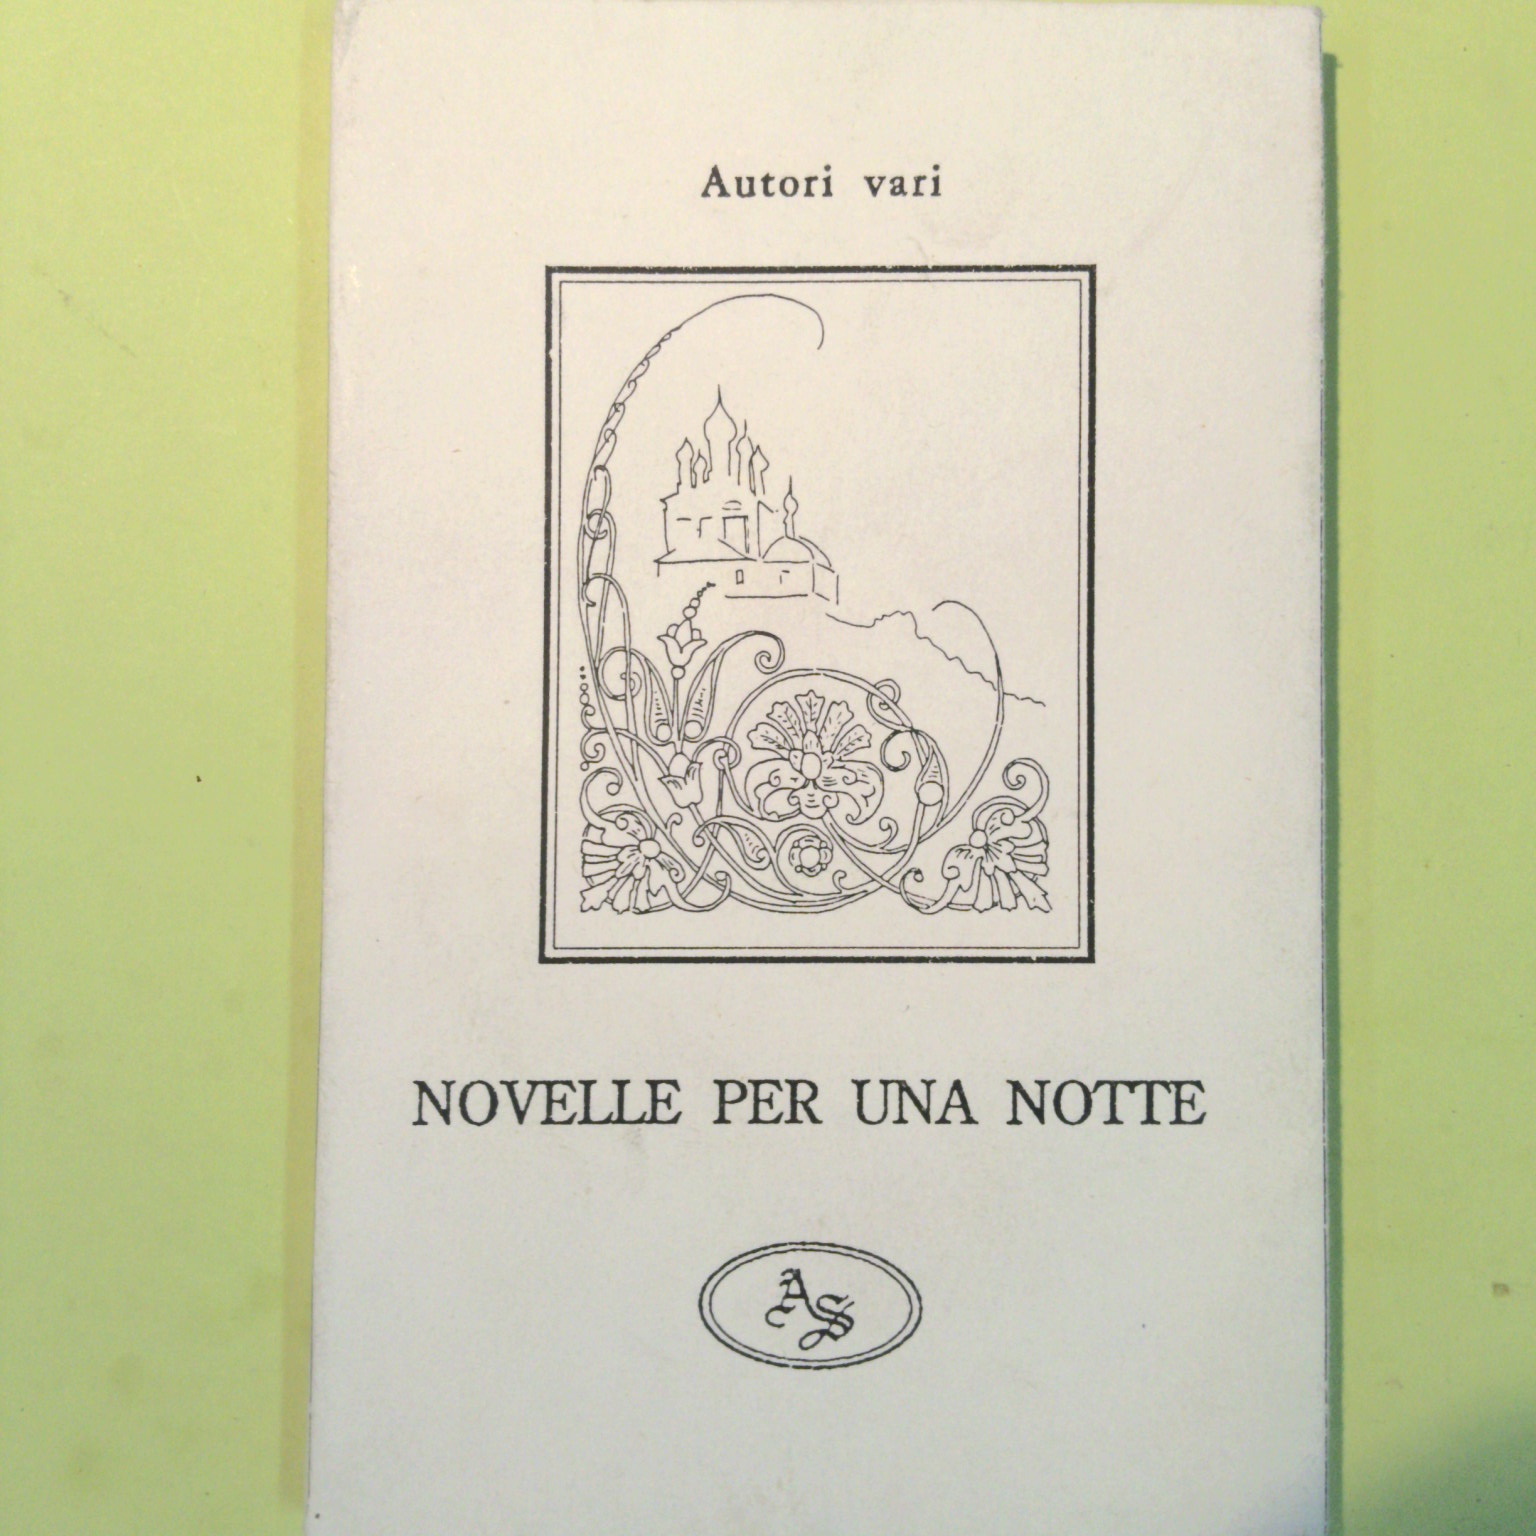 Autori vari
NOVELLE PER UNA NOTTE
AS